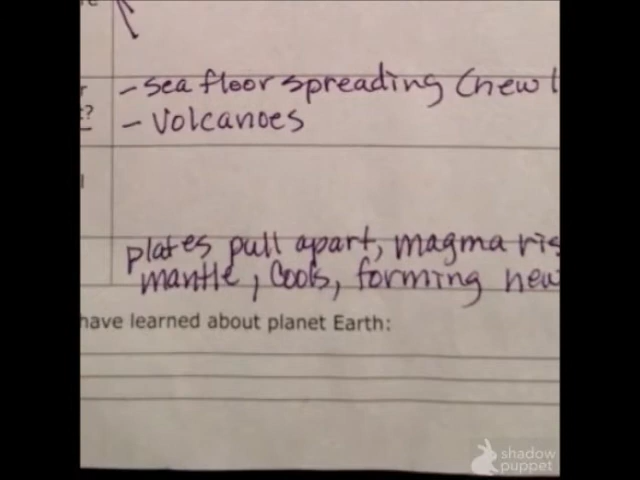 - sea floor spreading (new
?
- Volcanoes
plates pull apart, magma ris
mantle, cools, forming new
have learned about planet Earth:
shadow
puppet